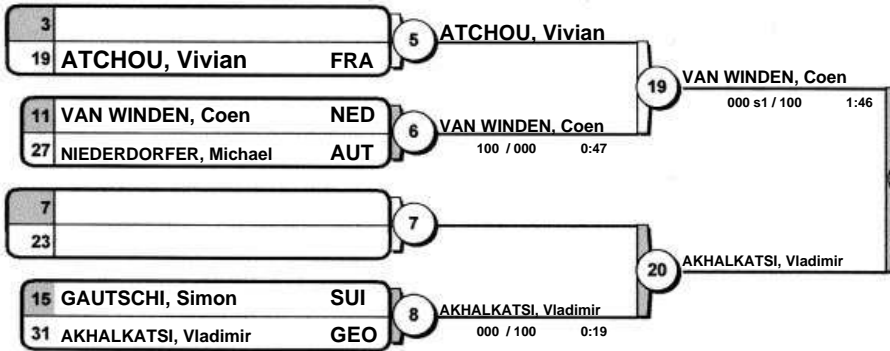 3
19 ATCHOU, Vivian FRA
5 ATCHOU, Vivian
11 VAN WINDEN, Coen NED
27 NIEDERDORFER, Michael AUT
6 VAN WINDEN, Coen
100 / 000 0:47
19 VAN WINDEN, Coen
000 s1 / 100 1:46
7
23
7
15 GAUTSCHI, Simon SUI
31 AKHALKATSI, Vladimir GEO
8 AKHALKATSI, Vladimir
000 / 100 0:19
20 AKHALKATSI, Vladimir